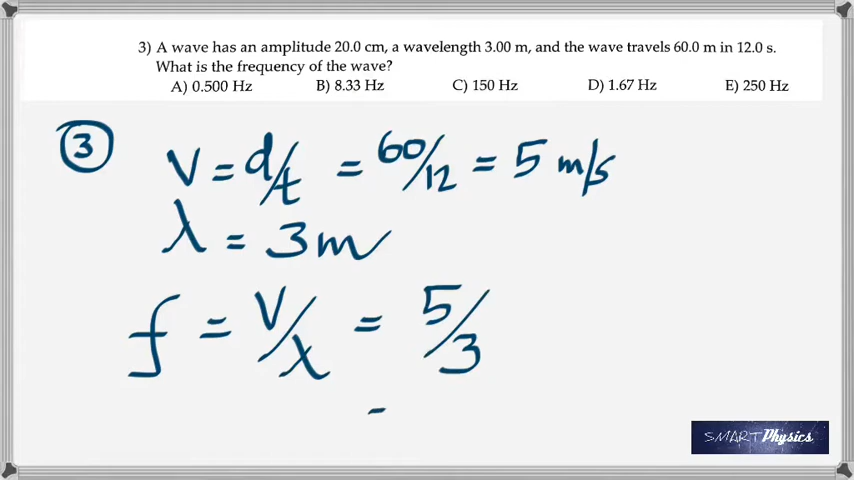 3) A wave has an amplitude 20.0 cm, a wavelength 3.00 m, and the wave travels 60.0 m in 12.0 s.
What is the frequency of the wave?
A) 0.500 Hz B) 8.33 Hz C) 150 Hz D) 1.67 Hz E) 250 Hz
3 V = d/t = 60/12 = 5 m/s
λ = 3m
f = V/λ = 5/3
=
SMART Physics